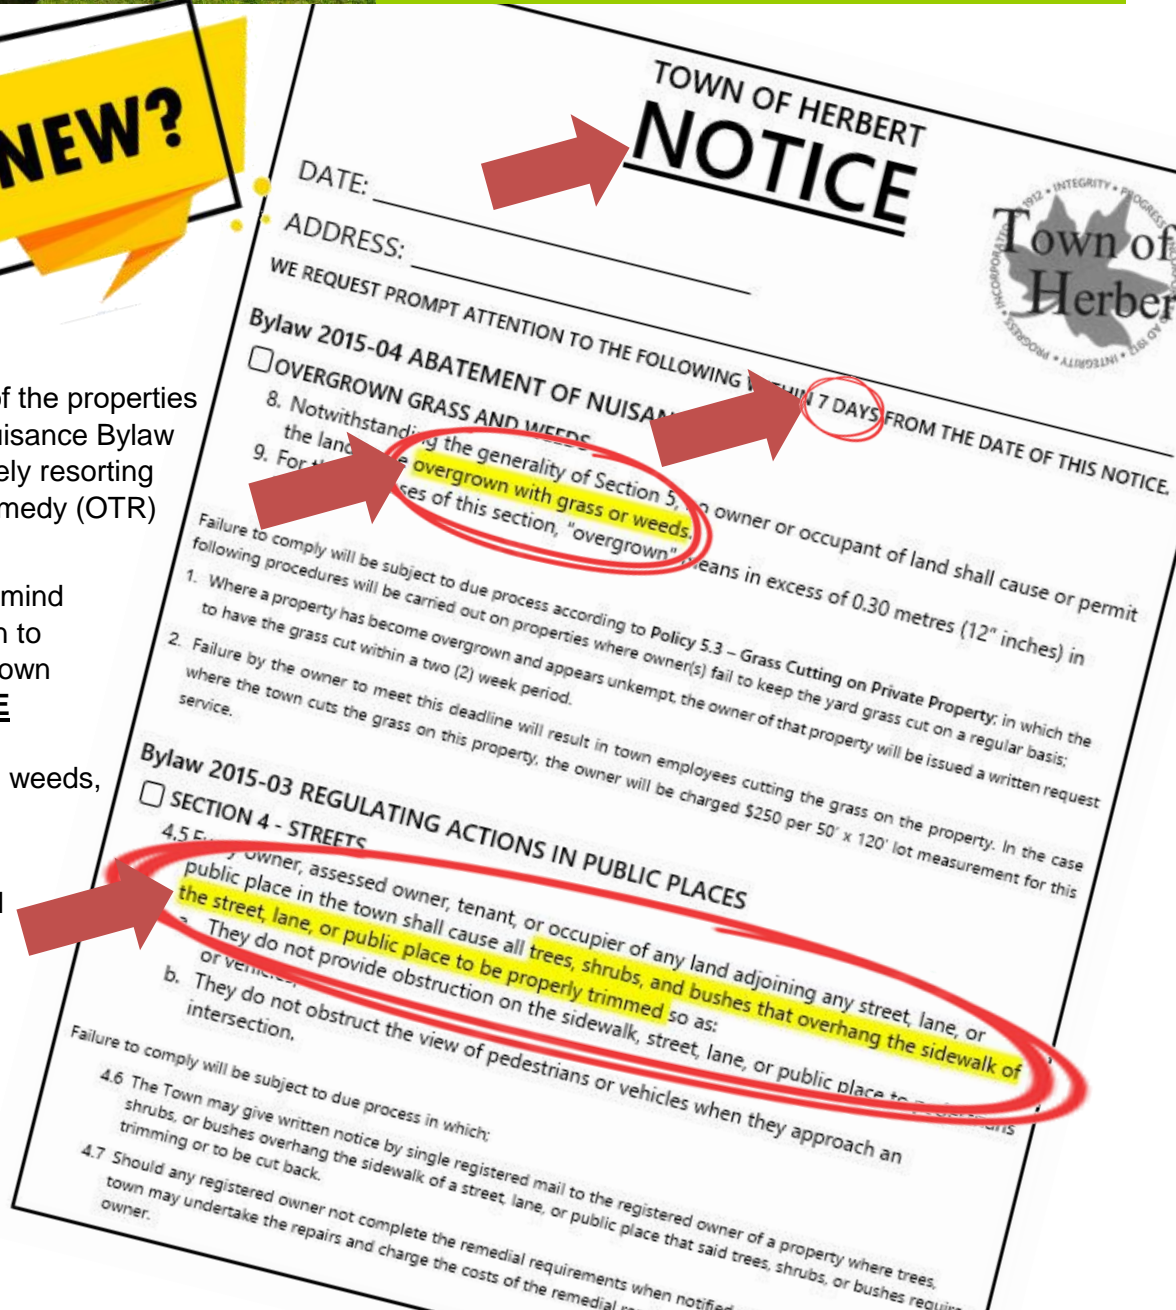 NEW?
of the properties
uisance Bylaw
ely resorting
medy (OTR)
mind
n to
own
E
weeds,
TOWN OF HERBERT
NOTICE
DATE:
ADDRESS:
Town of
Herber
INTEGRITY • PROGRESS
INCORPORATED 1912
PROGRESS • INTEGRITY
AD 1912
WE REQUEST PROMPT ATTENTION TO THE FOLLOWING 7 DAYS FROM THE DATE OF THIS NOTICE.
Bylaw 2015-04 ABATEMENT OF NUISAN
OVERGROWN GRASS AND WEEDS
8. Notwithstanding the generality of Section 5, no owner or occupant of land shall cause or permit
the land overgrown with grass or weeds.
9. For ses of this section, "overgrown" means in excess of 0.30 metres (12" inches) in
Failure to comply will be subject to due process according to Policy 5.3 – Grass Cutting on Private Property; in which the
following procedures will be carried out on properties where owner(s) fail to keep the yard grass cut on a regular basis;
1. Where a property has become overgrown and appears unkempt, the owner of that property will be issued a written request
to have the grass cut within a two (2) week period.
2. Failure by the owner to meet this deadline will result in town employees cutting the grass on the property. In the case
where the town cuts the grass on this property, the owner will be charged $250 per 50' x 120' lot measurement for this
service.
Bylaw 2015-03 REGULATING ACTIONS IN PUBLIC PLACES
SECTION 4 - STREETS
4.5 Every owner, assessed owner, tenant, or occupier of any land adjoining any street, lane, or
public place in the town shall cause all trees, shrubs, and bushes that overhang the sidewalk of
the street, lane, or public place to be properly trimmed so as:
They do not provide obstruction on the sidewalk, street, lane, or public place to pedestrians
or vehicles,
b. They do not obstruct the view of pedestrians or vehicles when they approach an
intersection.
Failure to comply will be subject to due process in which;
4.6 The Town may give written notice by single registered mail to the registered owner of a property where trees,
shrubs, or bushes overhang the sidewalk of a street, lane, or public place that said trees, shrubs, or bushes require
trimming or to be cut back.
4.7 Should any registered owner not complete the remedial requirements when notified
town may undertake the repairs and charge the costs of the remedial
owner.